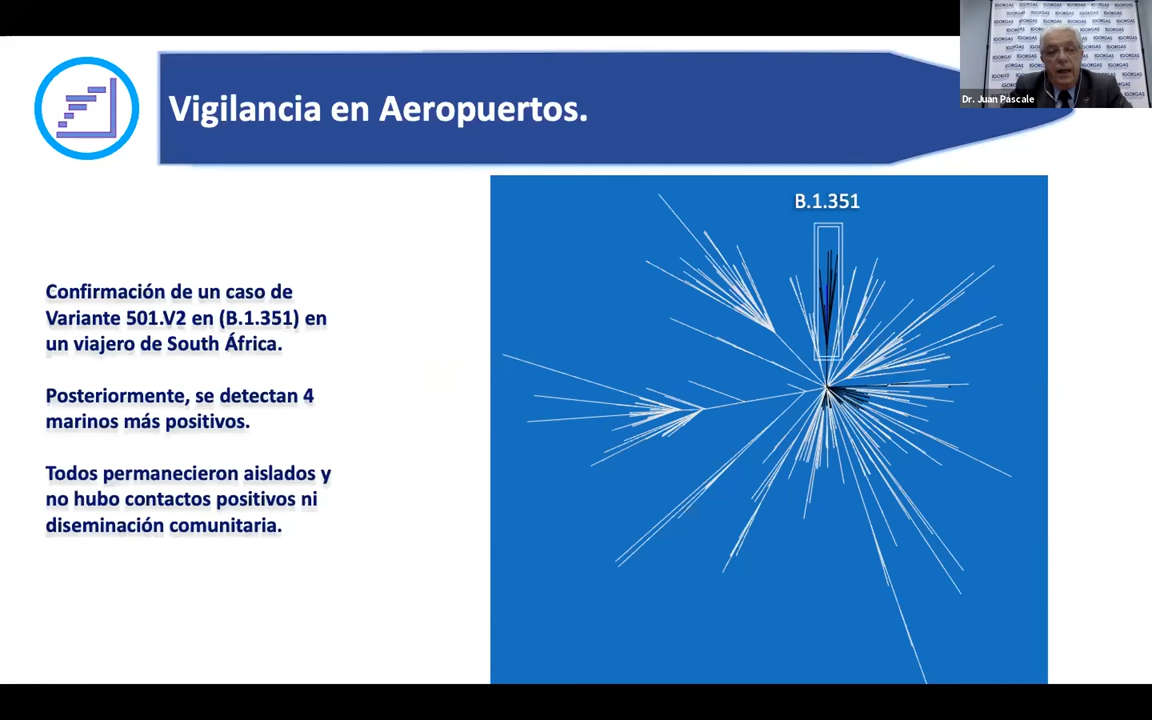 Vigilancia en Aeropuertos.
IGORGAS
Dr. Juan Pascale
B.1.351
Confirmación de un caso de
Variante 501.V2 en (B.1.351) en
un viajero de South África.
Posteriormente, se detectan 4
marinos más positivos.
Todos permanecieron aislados y
no hubo contactos positivos ni
diseminación comunitaria.